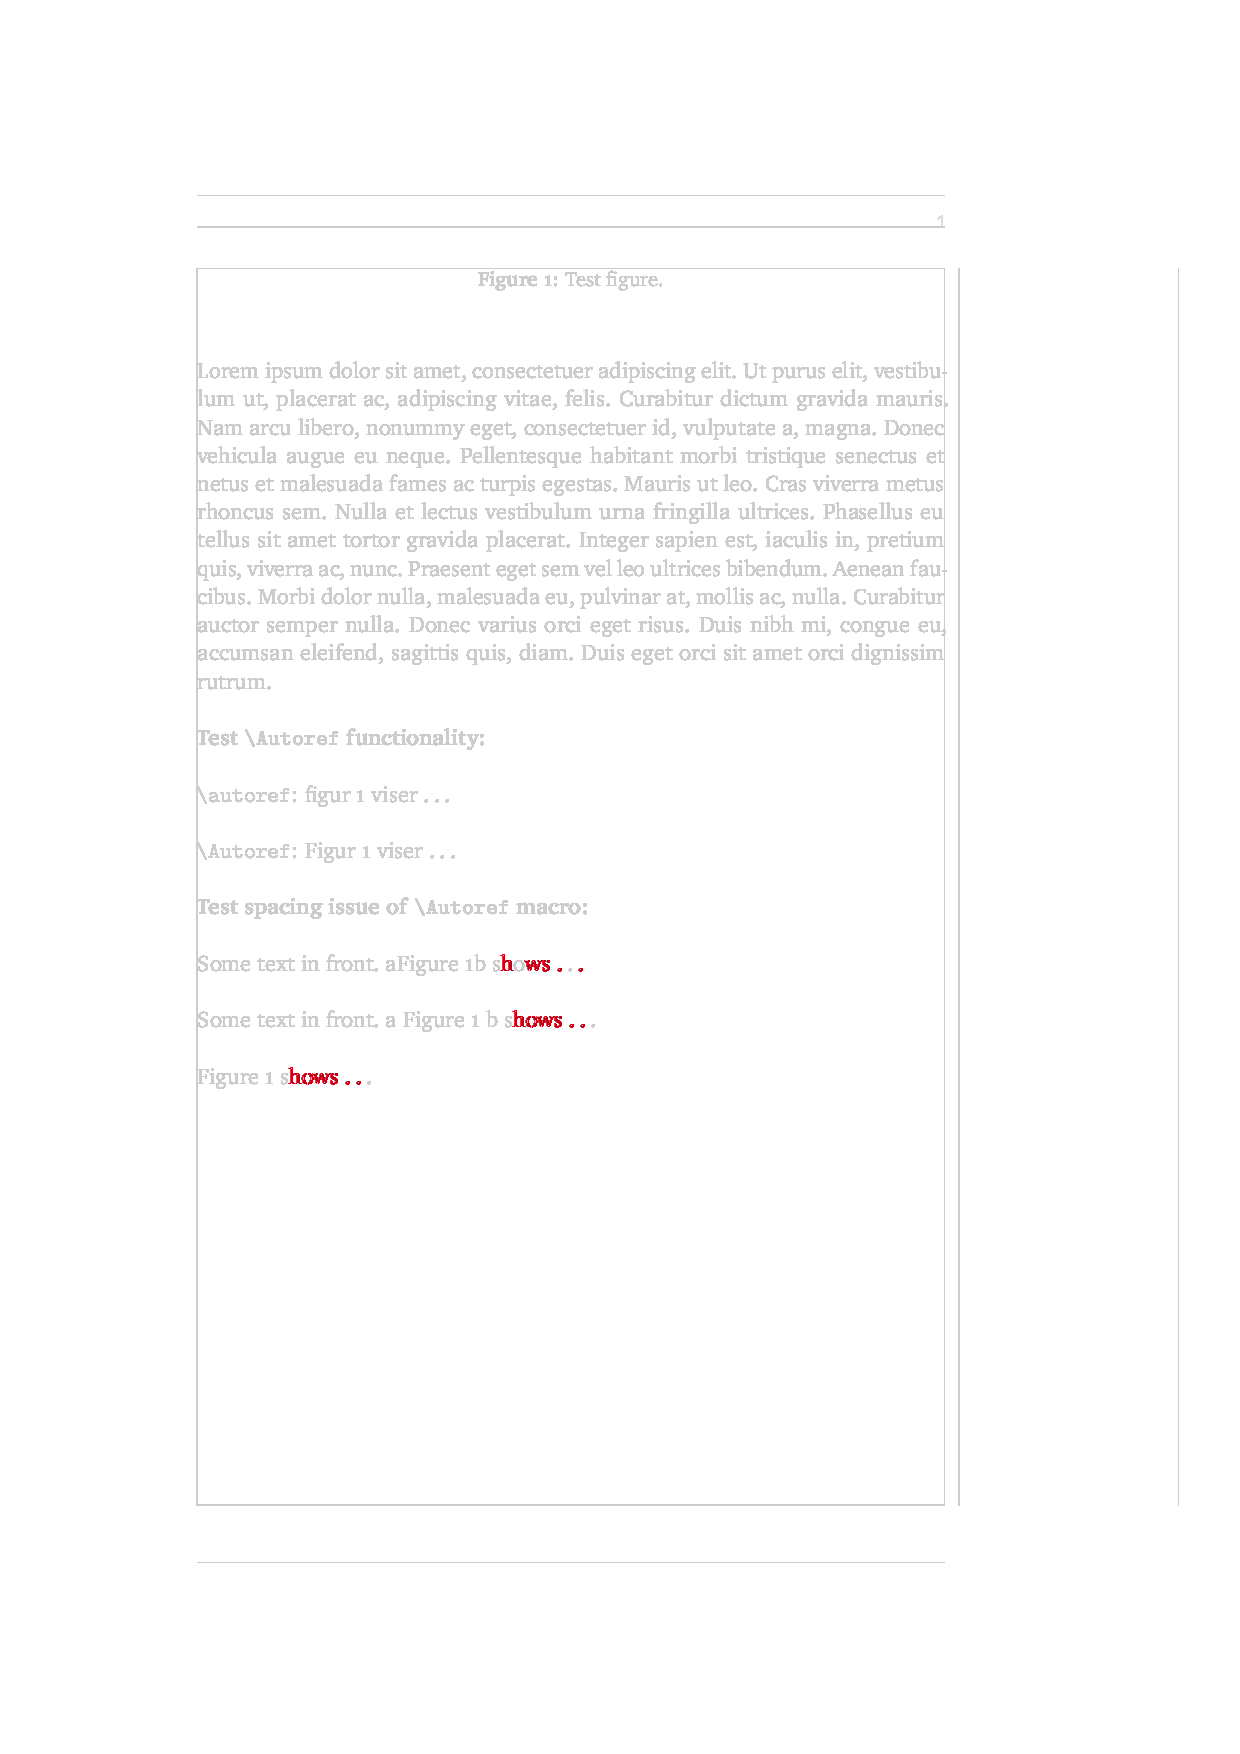 1
Figure 1: Test figure.
Lorem ipsum dolor sit amet, consectetuer adipiscing elit. Ut purus elit, vestibu-
lum ut, placerat ac, adipiscing vitae, felis. Curabitur dictum gravida mauris.
Nam arcu libero, nonummy eget, consectetuer id, vulputate a, magna. Donec
vehicula augue eu neque. Pellentesque habitant morbi tristique senectus et
netus et malesuada fames ac turpis egestas. Mauris ut leo. Cras viverra metus
rhoncus sem. Nulla et lectus vestibulum urna fringilla ultrices. Phasellus eu
tellus sit amet tortor gravida placerat. Integer sapien est, iaculis in, pretium
quis, viverra ac, nunc. Praesent eget sem vel leo ultrices bibendum. Aenean fau-
cibus. Morbi dolor nulla, malesuada eu, pulvinar at, mollis ac, nulla. Curabitur
auctor semper nulla. Donec varius orci eget risus. Duis nibh mi, congue eu,
accumsan eleifend, sagittis quis, diam. Duis eget orci sit amet orci dignissim
rutrum.
Test \Autoref functionality:
\autoref: figur 1 viser . . .
\Autoref: Figur 1 viser . . .
Test spacing issue of \Autoref macro:
Some text in front. aFigure 1b shows . . .
Some text in front. a Figure 1 b shows . . .
Figure 1 shows . . .